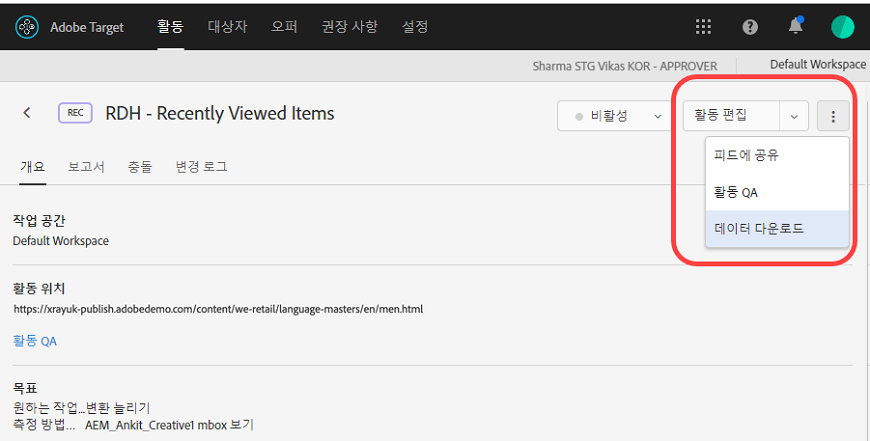 Adobe Target 활동 대상자 오퍼 권장 사항 설정
Sharma STG Vikas KOR - APPROVER Default Workspace
REC RDH - Recently Viewed Items 비활성 활동 편집
피드에 공유
활동 QA
데이터 다운로드
개요 보고서 충돌 변경 로그
작업 공간
Default Workspace
활동 위치
https://xrayuk-publish.adobedemo.com/content/we-retail/language-masters/en/men.html
활동 QA
목표
원하는 작업...변환 늘리기
측정 방법... AEM_Ankit_Creative1 mbox 보기